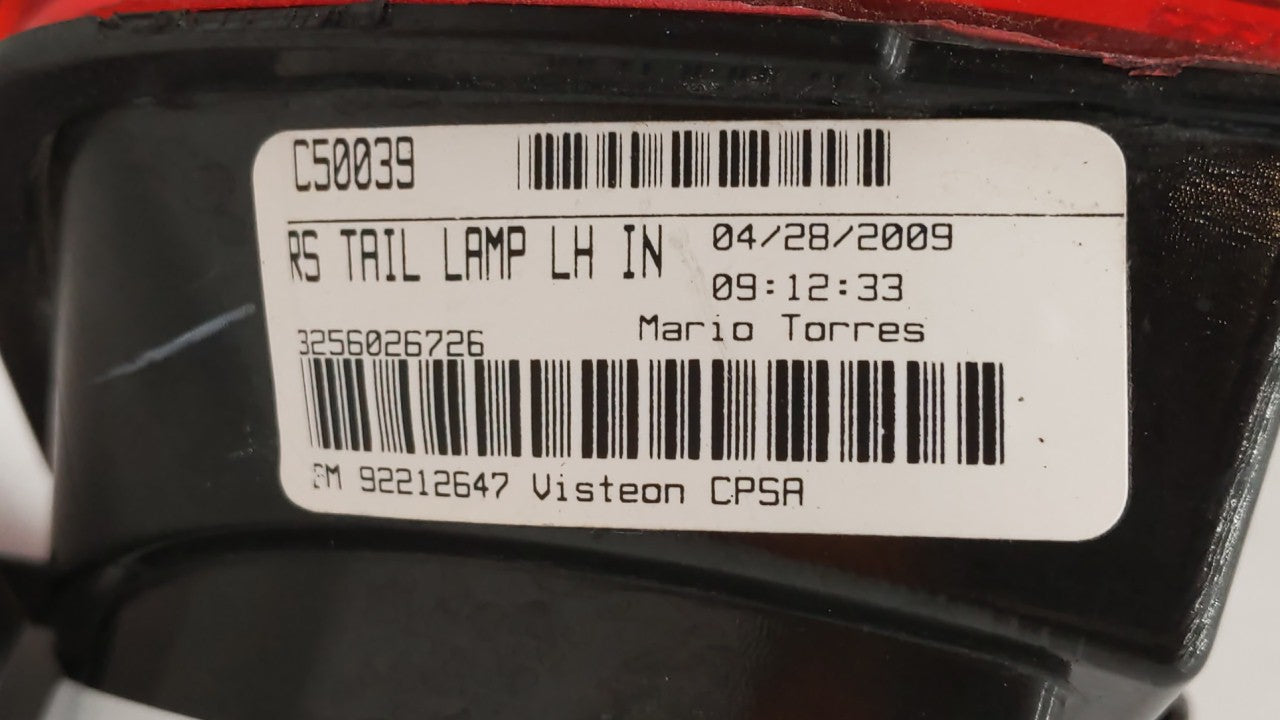 C50039
RS TAIL LAMP LH IN 04/28/2009
09:12:33
Mario Torres
3256026726
GM 92212647 Visteon CPSA